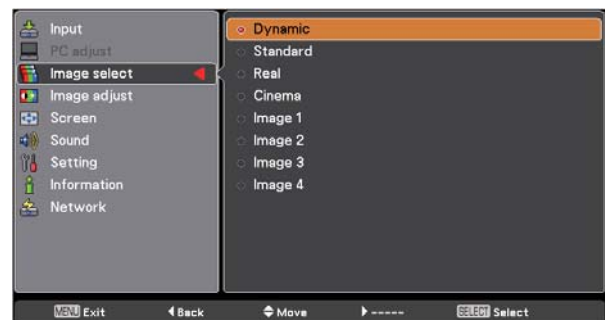 Input
PC adjust
Image select
Image adjust
Screen
Sound
Setting
Information
Network
Dynamic
Standard
Real
Cinema
Image 1
Image 2
Image 3
Image 4
MENU Exit Back Move ----- SELECT Select